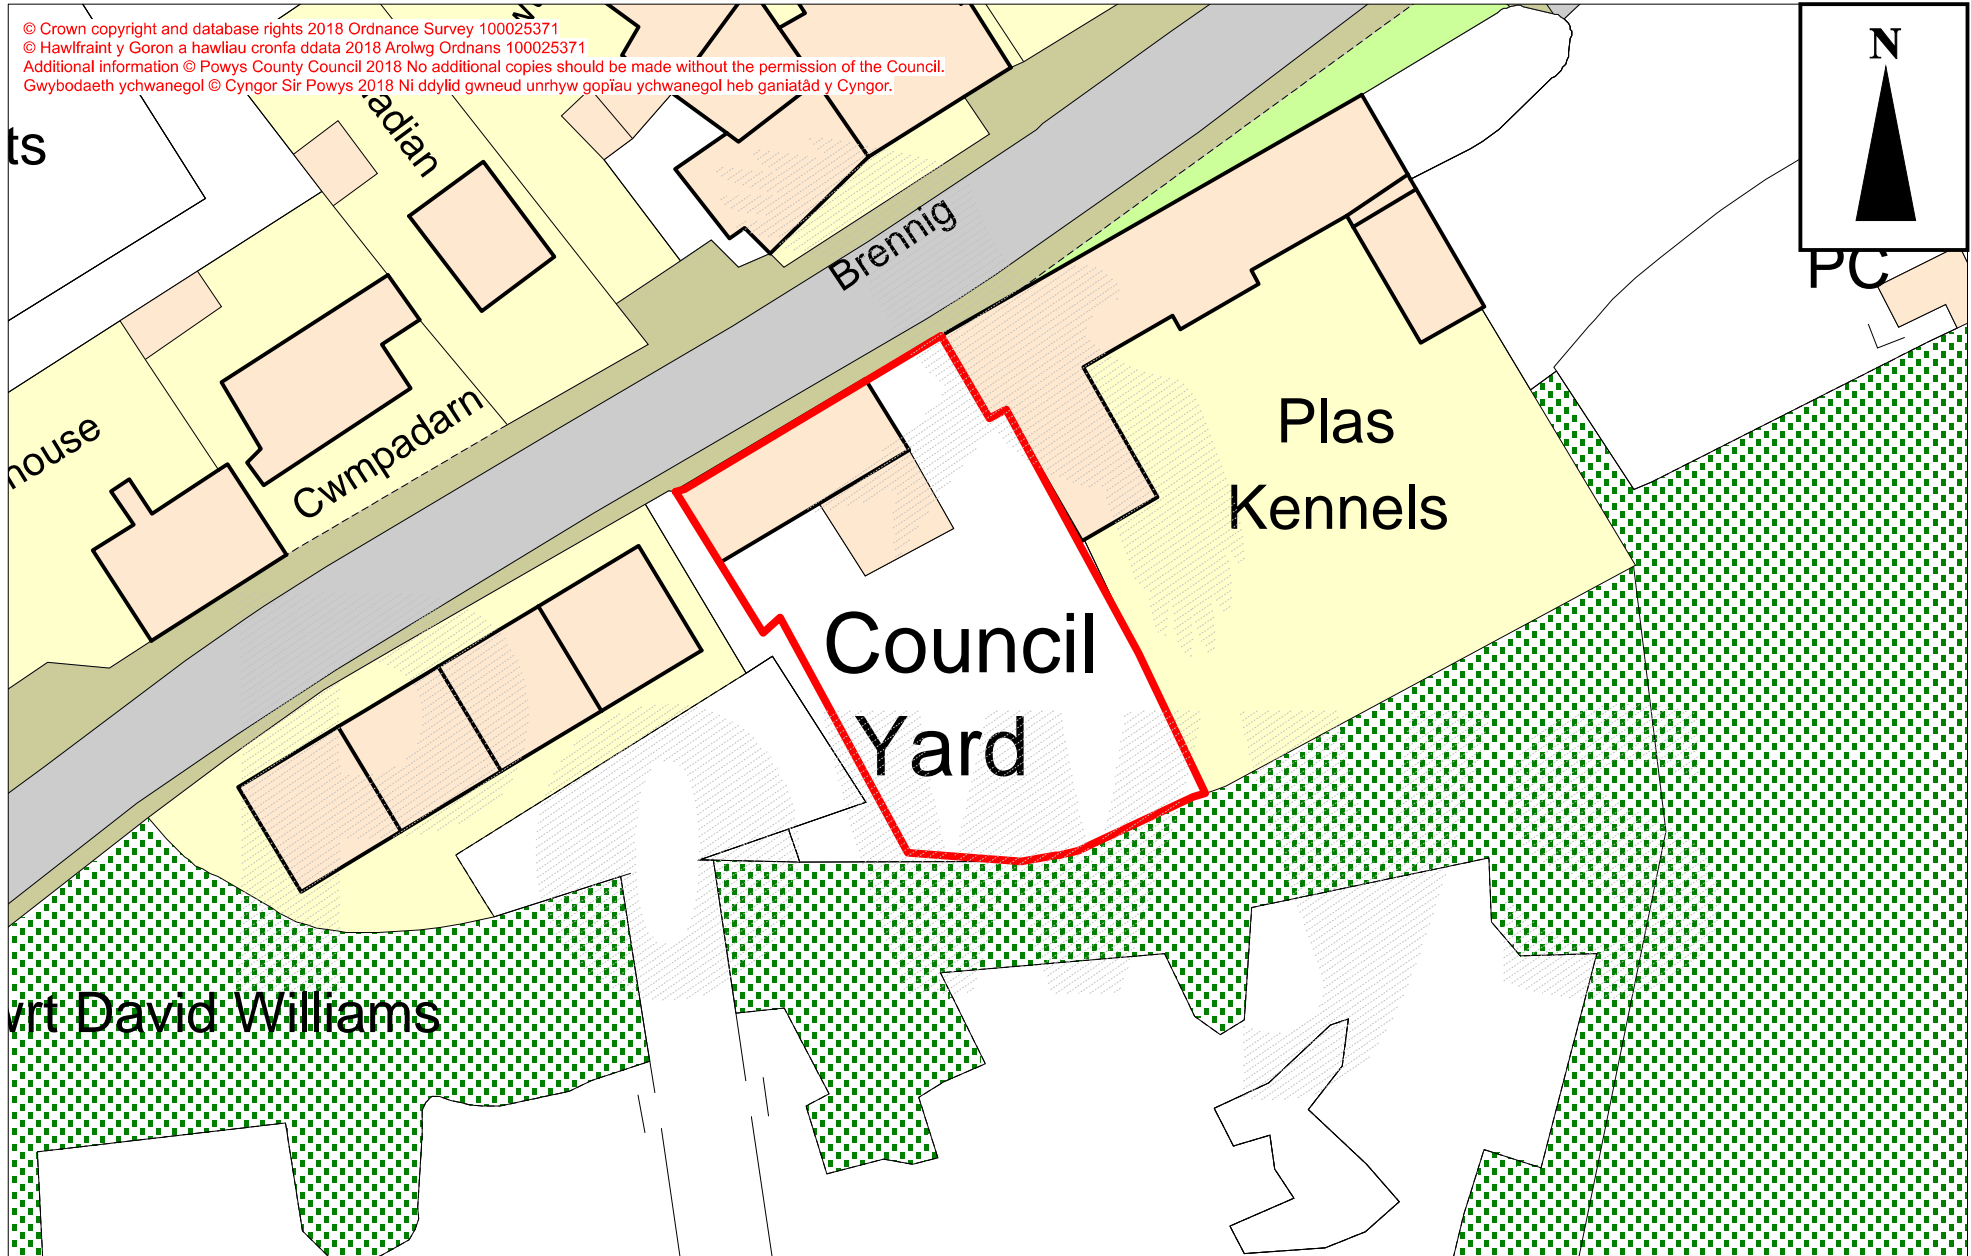 © Crown copyright and database rights 2018 Ordnance Survey 100025371
© Hawlfraint y Goron a hawliau cronfa ddata 2018 Arolwg Ordnans 100025371
Additional information © Powys County Council 2018 No additional copies should be made without the permission of the Council.
Gwybodaeth ychwanegol © Cyngor Sir Powys 2018 Ni ddylid gwneud unrhyw gopïau ychwanegol heb ganiatâd y Cyngor.
N
ts
adian
Brennig
PC
house
Cwmpadarn
Plas
Kennels
Council
Yard
wrt David Williams